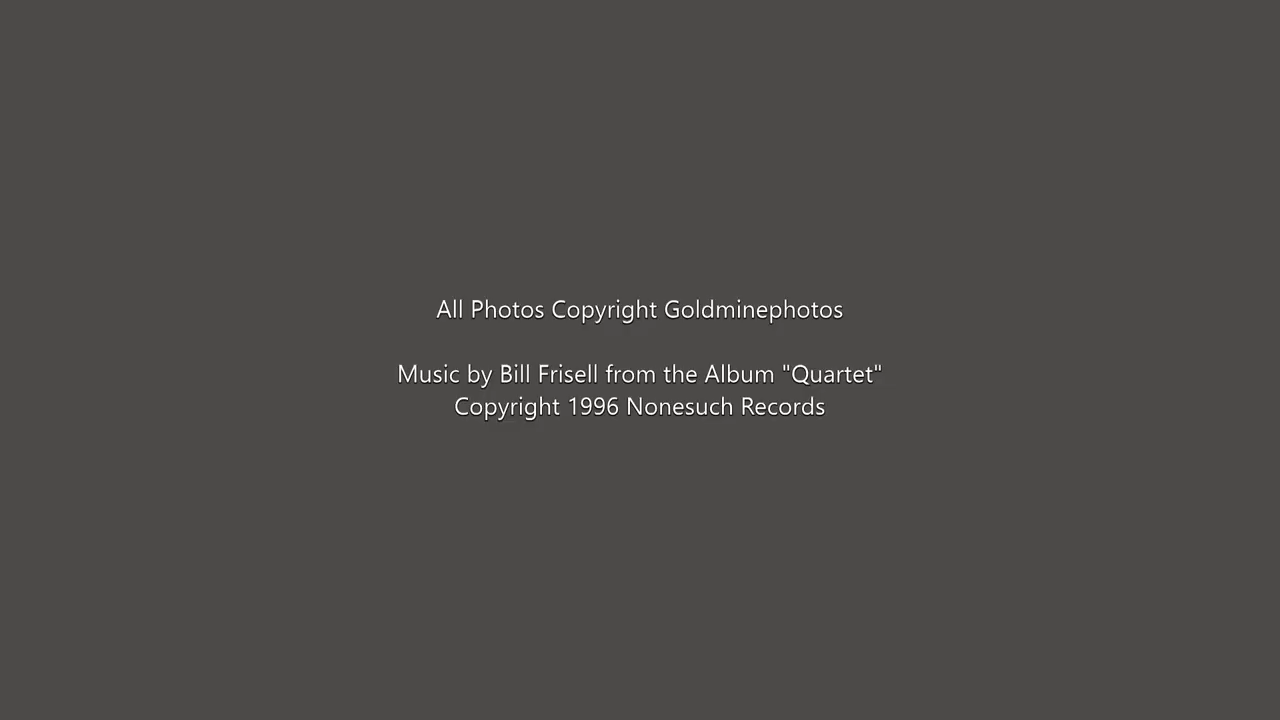 All Photos Copyright Goldminephotos
Music by Bill Frisell from the Album "Quartet"
Copyright 1996 Nonesuch Records